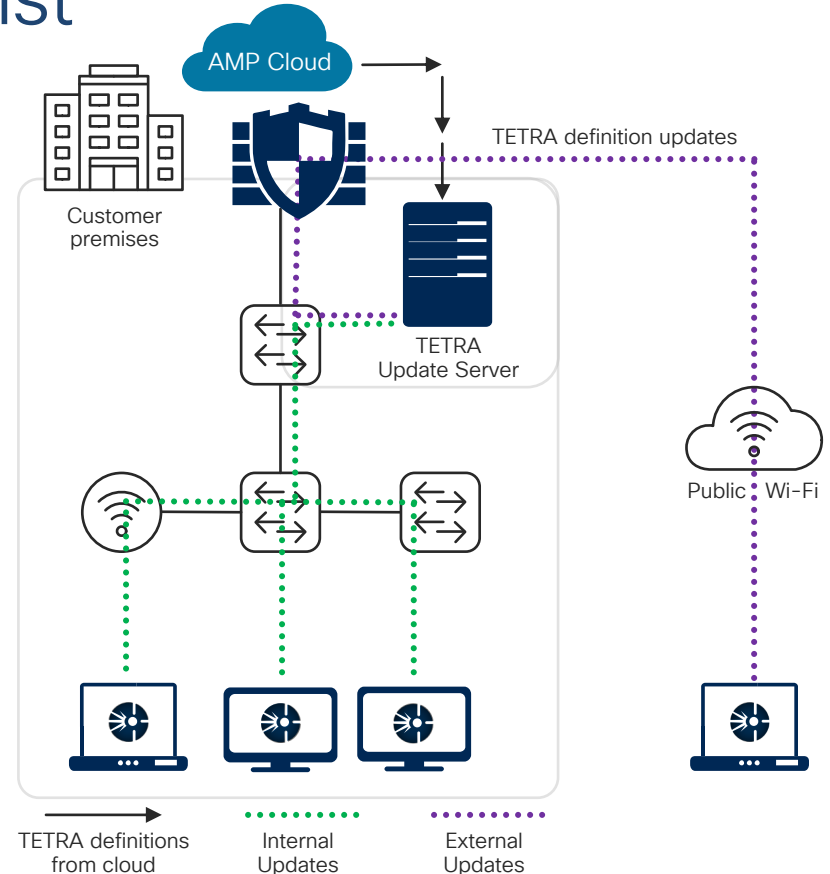 AMP Cloud
TETRA definition updates
Customer
premises
TETRA
Update Server
Public Wi-Fi
TETRA definitions
from cloud
Internal
Updates
External
Updates